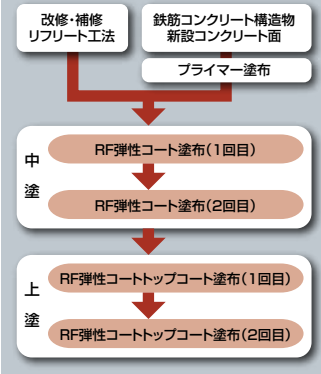 改修・補修
リフリート工法
鉄筋コンクリート構造物
新設コンクリート面
プライマー塗布
中塗
RF弾性コート塗布(1回目)
RF弾性コート塗布(2回目)
上塗
RF弾性コートトップコート塗布(1回目)
RF弾性コートトップコート塗布(2回目)